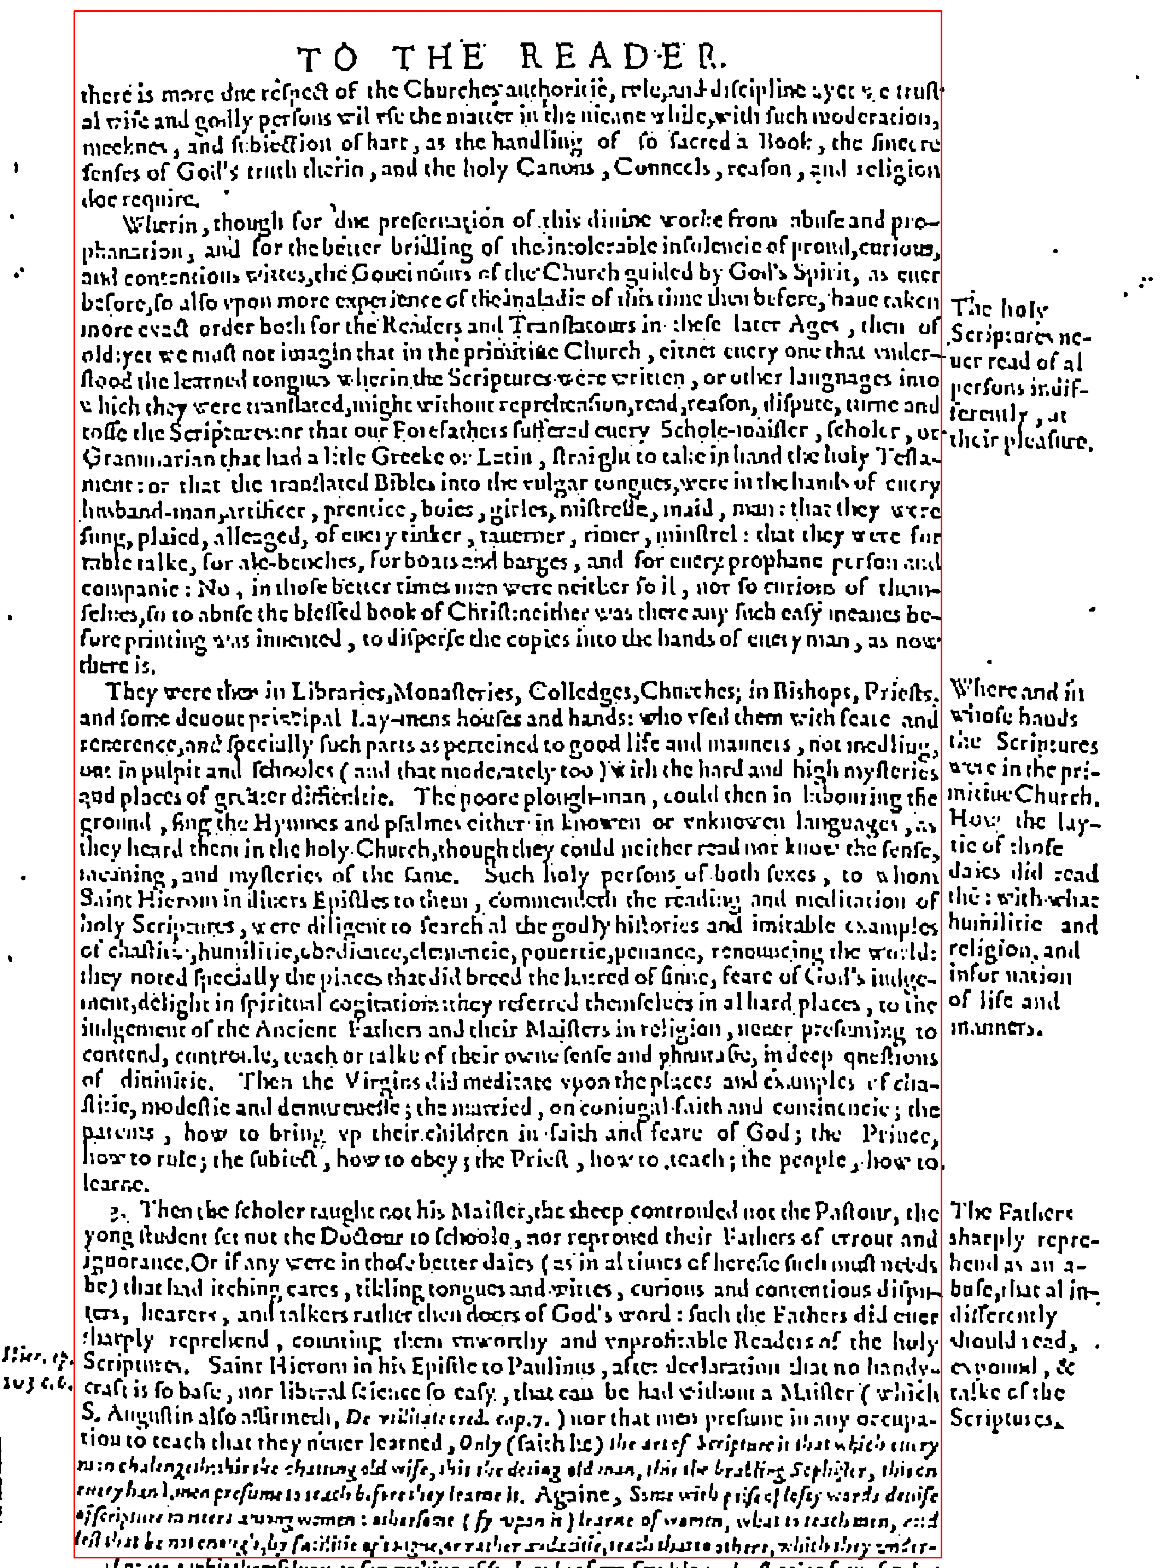 TO THE READER.
there is more due respect of the Churches authoritie, rule, and discipline: yet we trust
al wise and godly persons wil vse the matter in the meane while, with such moderation,
meeknes, and subiection of hart, as the handling of so sacred a Book, the sincere
senses of God's truth therin, and the holy Canons, Councels, reason, and religion
doe require.
Wherin, though for due preseruation of this diuine worke from abuse and pro-
phanation, and for the better bridling of the intolerable insolencie of proud, curious,
and contentious wittes, the Gouernours of the Church guided by God's Spirit, as euer
before, so also vpon more experience of the maladie of this time then before, haue taken
more exact order both for the Readers and Translatours in these later Ages, then of
old: yet we must not imagin that in the primitiue Church, either euery one that vnder-
stood the learned tongues wherin the Scriptures were written, or other languages into
which they were translated, might without reprehension, read, reason, dispute, turne and
tosse the Scriptures: or that our Forefathers suffered euery Schole-maister, scholer, or
Grammarian that had a litle Greeke or Latin, straight to take in hand the holy Testa-
ment: or that the translated Bibles into the vulgar tongues, were in the hands of euery
husband-man, artificer, prentice, boies, girles, mistresse, maid, man: that they were
sung, plaied, alleaged, of euery tinker, tauerner, rimer, minstrel: that they were for
table talke, for ale-benches, for boats and barges, and for euery prophane person and
companie: No, in those better times men were neither so il, nor so curious of them-
selues, so to abuse the blessed book of Christ: neither was there any such easy meanes be-
fore printing was inuented, to disperse the copies into the hands of euery man, as now
there is.
The holy
Scriptures ne-
uer read of al
persons indif-
ferently, at
their pleasure.
They were then in Libraries, Monasteries, Colledges, Churches; in Bishops, Priests,
and some deuout principal Lay-mens houses and hands: who vsed them with feare and
reuerence, and specially such parts as perteined to good life and manners, not medling,
but in pulpit and schooles (and that moderately too) with the hard and high mysteries
and places of greater difficultie. The poore plough-man, could then in labouring the
ground, sing the Hymnes and psalmes either in knowen or vnknowen languages, as
they heard them in the holy Church, though they could neither read nor know the sense,
meaning, and mysteries of the same. Such holy persons of both sexes, to whom
Saint Hierom in diuers Epistles to them, commendeth the reading and meditation of
holy Scriptures, were diligent to search al the godly histories and imitable examples
of chastitie, humilitie, obedience, clemencie, pouertie, penance, renouncing the world:
they noted specially the places that did breed the hatred of sinne, feare of God's iudge-
ment, delight in spiritual cogitations: they referred themselues in al hard places, to the
iudgement of the Ancient Fathers and their Maisters in religion, neuer presuming to
contend, controule, teach or talke of their owne sense and phantasie, in deep questions
of diuinitie. Then the Virgins did meditate vpon the places and examples of cha-
stitie, modestie and demurenesse; the married, on coniugal faith and continencie; the
parents, how to bring vp their children in faith and feare of God; the Prince,
how to rule; the subiect, how to obey; the Priest, how to teach; the people, how to
learne.
Where and in
whose hands
the Scriptures
were in the pri-
mitiue Church.
How the lay-
tie of those
daies did read
thē: with what
humilitie and
religion, and
information
of life and
manners.
3. Then the scholer taught not his Maister, the sheep controuled not the Pastour, the
yong student set not the Doctour to schoole, nor reproued their Fathers of errour and
ignorance. Or if any were in those better daies (as in al times of heresie such must needs
be) that had itching eares, tikling tongues and wittes, curious and contentious dispu-
ters, hearers, and talkers rather then doers of God's word: such the Fathers did euer
sharply reprehend, counting them vnworthy and vnprofitable Readers of the holy
Scriptures. Saint Hierom in his Epistle to Paulinus, after declaration that no handy-
craft is so base, nor liberal science so easy, that can be had without a Maister (which
S. Augustin also affirmeth, De vtilitate cred. cap. 7.) nor that men presume in any occupa-
tion to teach that they neuer learned, Only (saith he) the art of Scripture is that which euery
man chalengeth: this the chatting old wife, this the doting old man, this the brabling Sophister, this on
euery hand, men presume to teach before they learne it. Againe, Some with poise of lofty words deuise
of scripture matters among women: othersome (fy vpon it) learne of women, what to teach men, and
lest that be not enough, by facilitie of tongue, or rather audacitie, teach that to others, which they vnder-
The Fathers
sharply repre-
hend as an a-
buse, that al in-
differently
should read,
expound, &
talke of the
Scriptures.
Hier. ep.
103. c. 6.